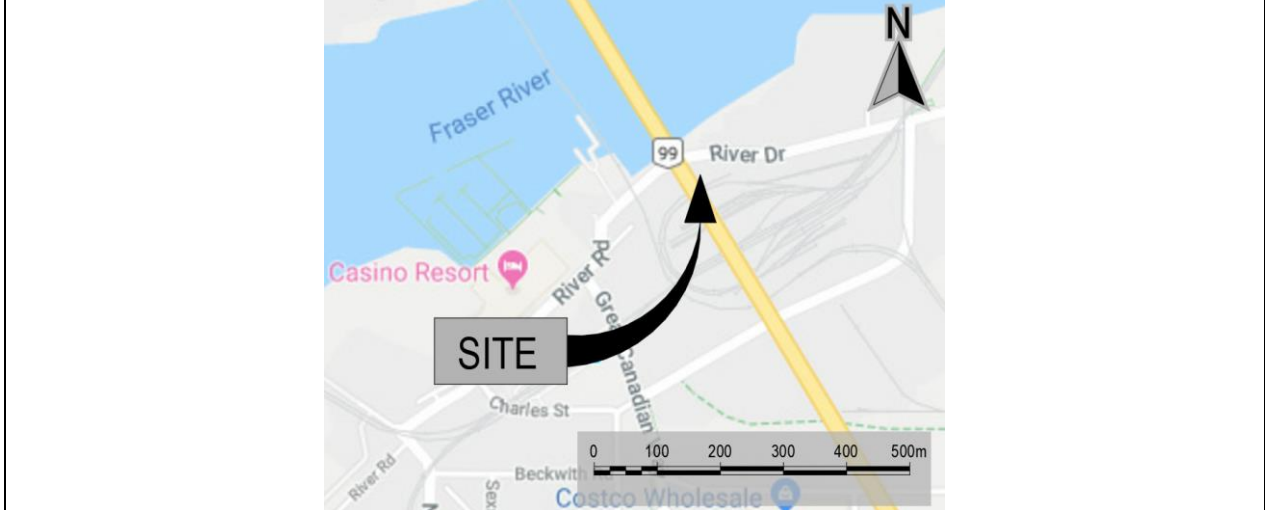 N
Fraser River
99
River Dr
Casino Resort
River R
Great Canadian W
SITE
Charles St
0 100 200 300 400 500m
River Rd
Beckwith Rd
Costco Wholesale